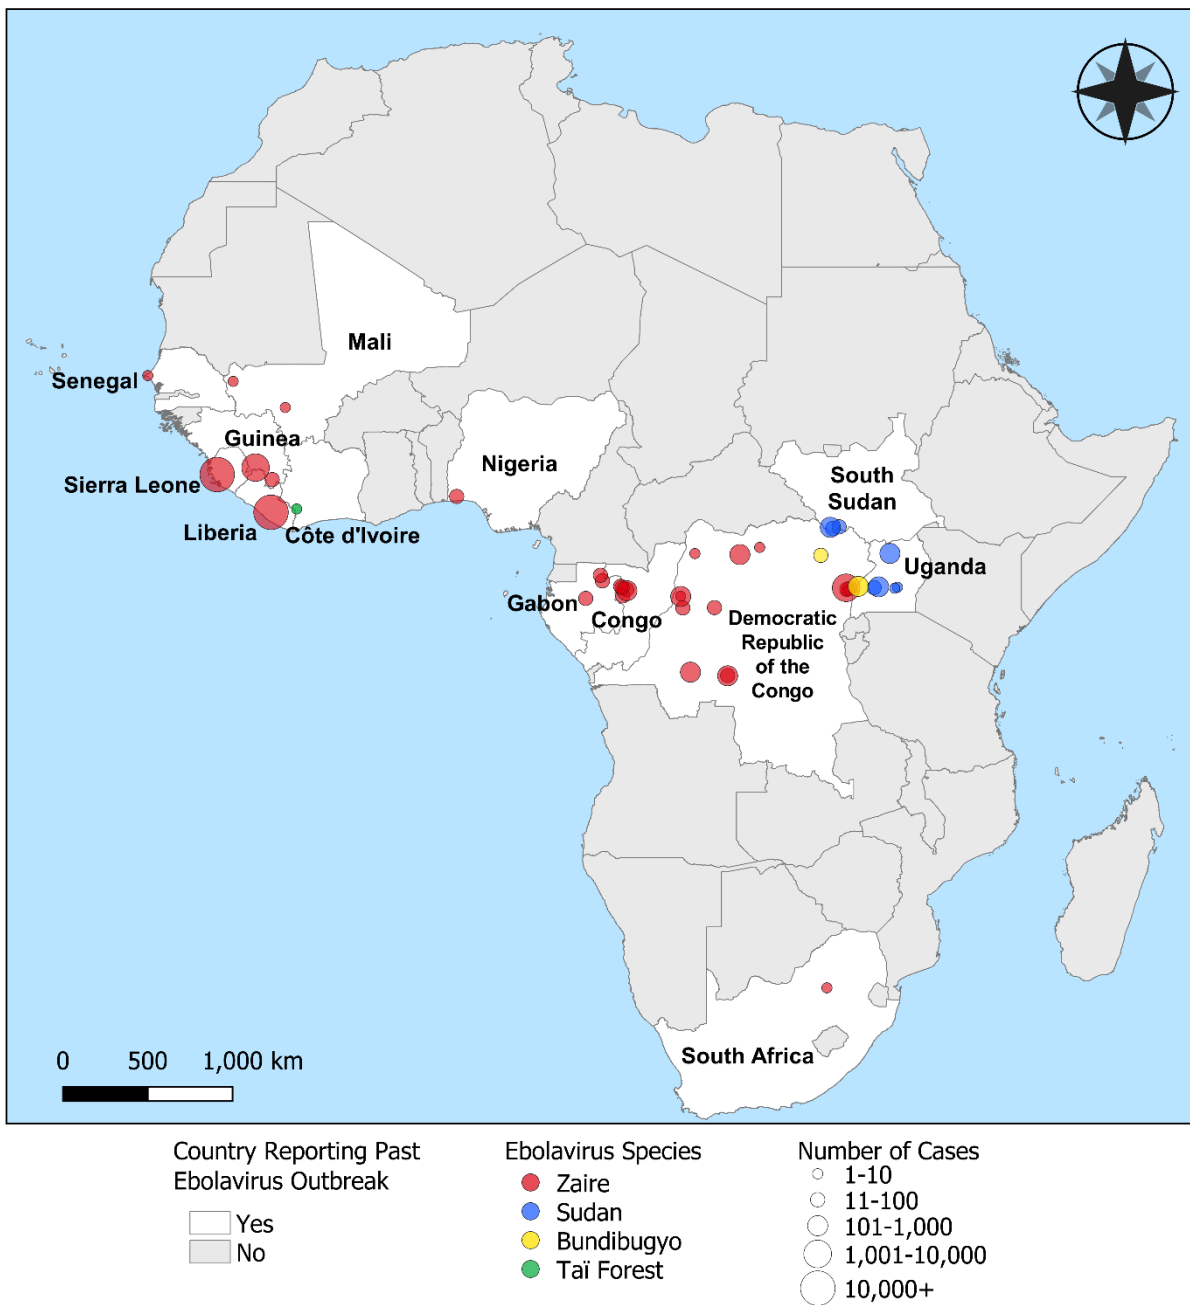 Mali
Senegal
Guinea
Nigeria
Sierra Leone
South
Sudan
Liberia
Côte d'Ivoire
Uganda
Gabon
Congo
Democratic
Republic
of the
Congo
South Africa
0 500 1,000 km
Country Reporting Past
Ebolavirus Outbreak
Yes
No
Ebolavirus Species
Zaire
Sudan
Bundibugyo
Taï Forest
Number of Cases
1-10
11-100
101-1,000
1,001-10,000
10,000+